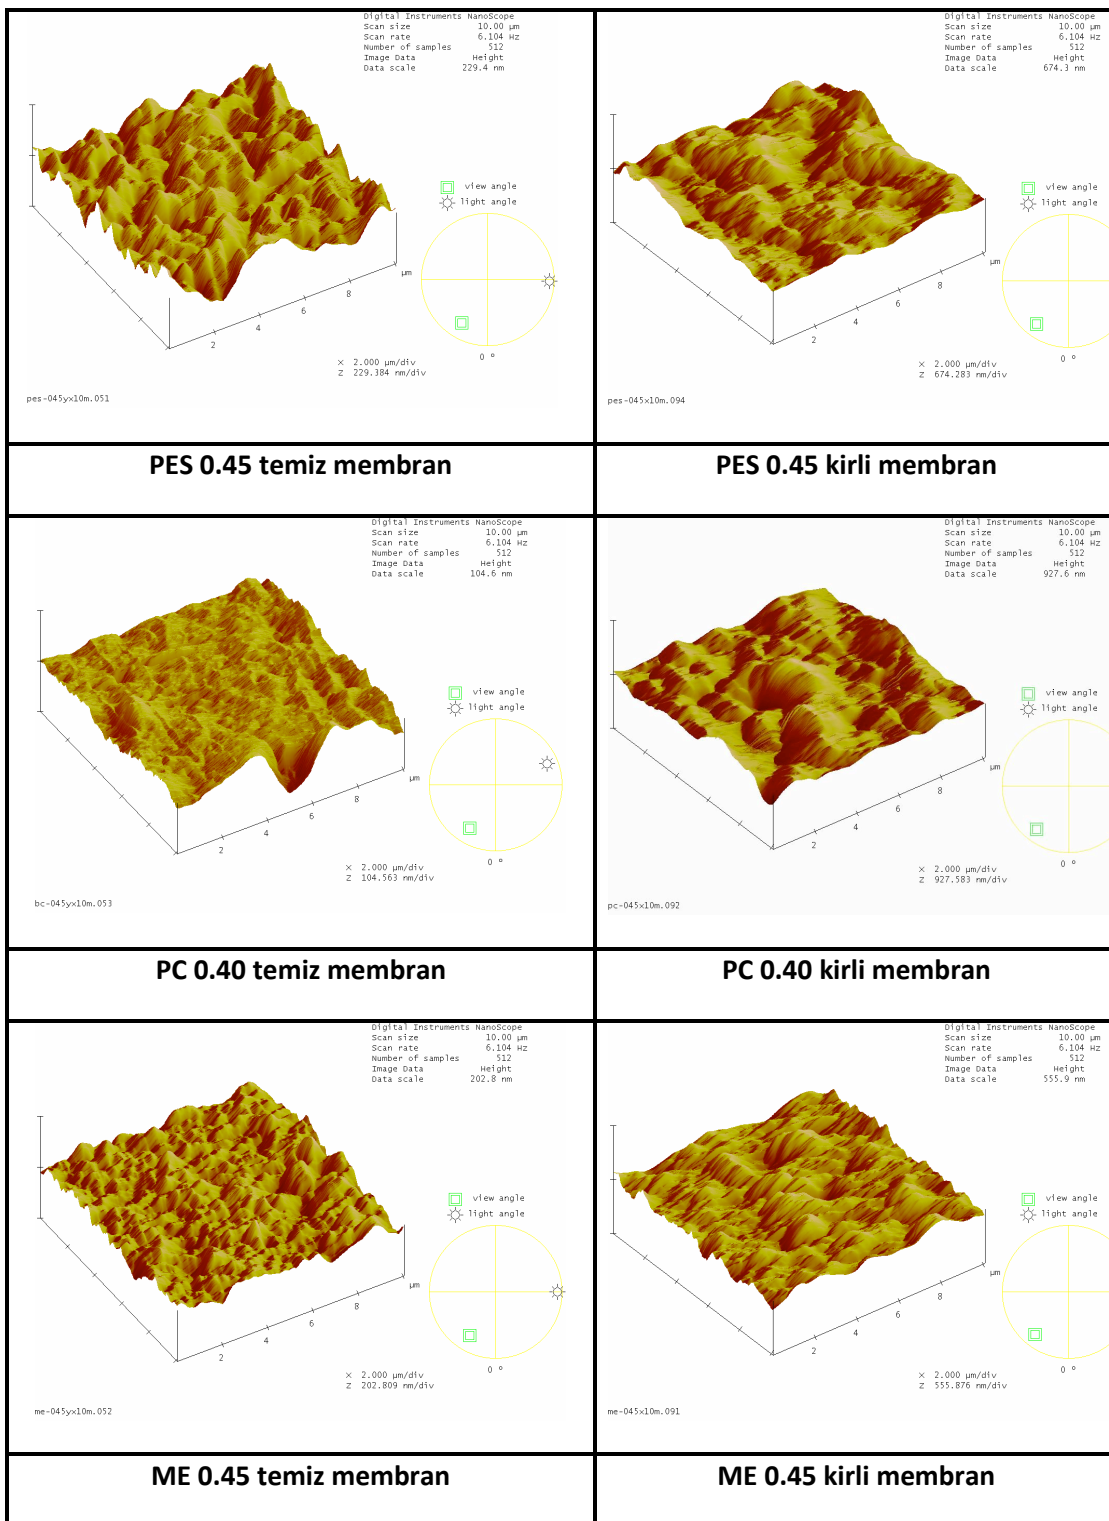 Digital Instruments NanoScope
Scan size 10.00 µm
Scan rate 6.104 Hz
Number of samples 512
Image Data Height
Data scale 229.4 nm
view angle
light angle
µm
8
6
4
2
0 º
X 2.000 µm/div
Z 229.384 nm/div
pes-045yx10m.051
Digital Instruments NanoScope
Scan size 10.00 µm
Scan rate 6.104 Hz
Number of samples 512
Image Data Height
Data scale 674.3 nm
view angle
light angle
µm
8
6
4
2
0 º
X 2.000 µm/div
Z 674.283 nm/div
pes-045x10m.094
PES 0.45 temiz membran
PES 0.45 kirli membran
Digital Instruments NanoScope
Scan size 10.00 µm
Scan rate 6.104 Hz
Number of samples 512
Image Data Height
Data scale 104.6 nm
view angle
light angle
µm
8
6
4
2
0 º
X 2.000 µm/div
Z 104.563 nm/div
bc-045yx10m.053
Digital Instruments NanoScope
Scan size 10.00 µm
Scan rate 6.104 Hz
Number of samples 512
Image Data Height
Data scale 927.6 nm
view angle
light angle
µm
8
6
4
2
0 º
X 2.000 µm/div
Z 927.583 nm/div
pc-045x10m.092
PC 0.40 temiz membran
PC 0.40 kirli membran
Digital Instruments NanoScope
Scan size 10.00 µm
Scan rate 6.104 Hz
Number of samples 512
Image Data Height
Data scale 202.8 nm
view angle
light angle
µm
8
6
4
2
0 º
X 2.000 µm/div
Z 202.809 nm/div
me-045yx10m.052
Digital Instruments NanoScope
Scan size 10.00 µm
Scan rate 6.104 Hz
Number of samples 512
Image Data Height
Data scale 555.9 nm
view angle
light angle
µm
8
6
4
2
0 º
X 2.000 µm/div
Z 555.876 nm/div
me-045x10m.091
ME 0.45 temiz membran
ME 0.45 kirli membran